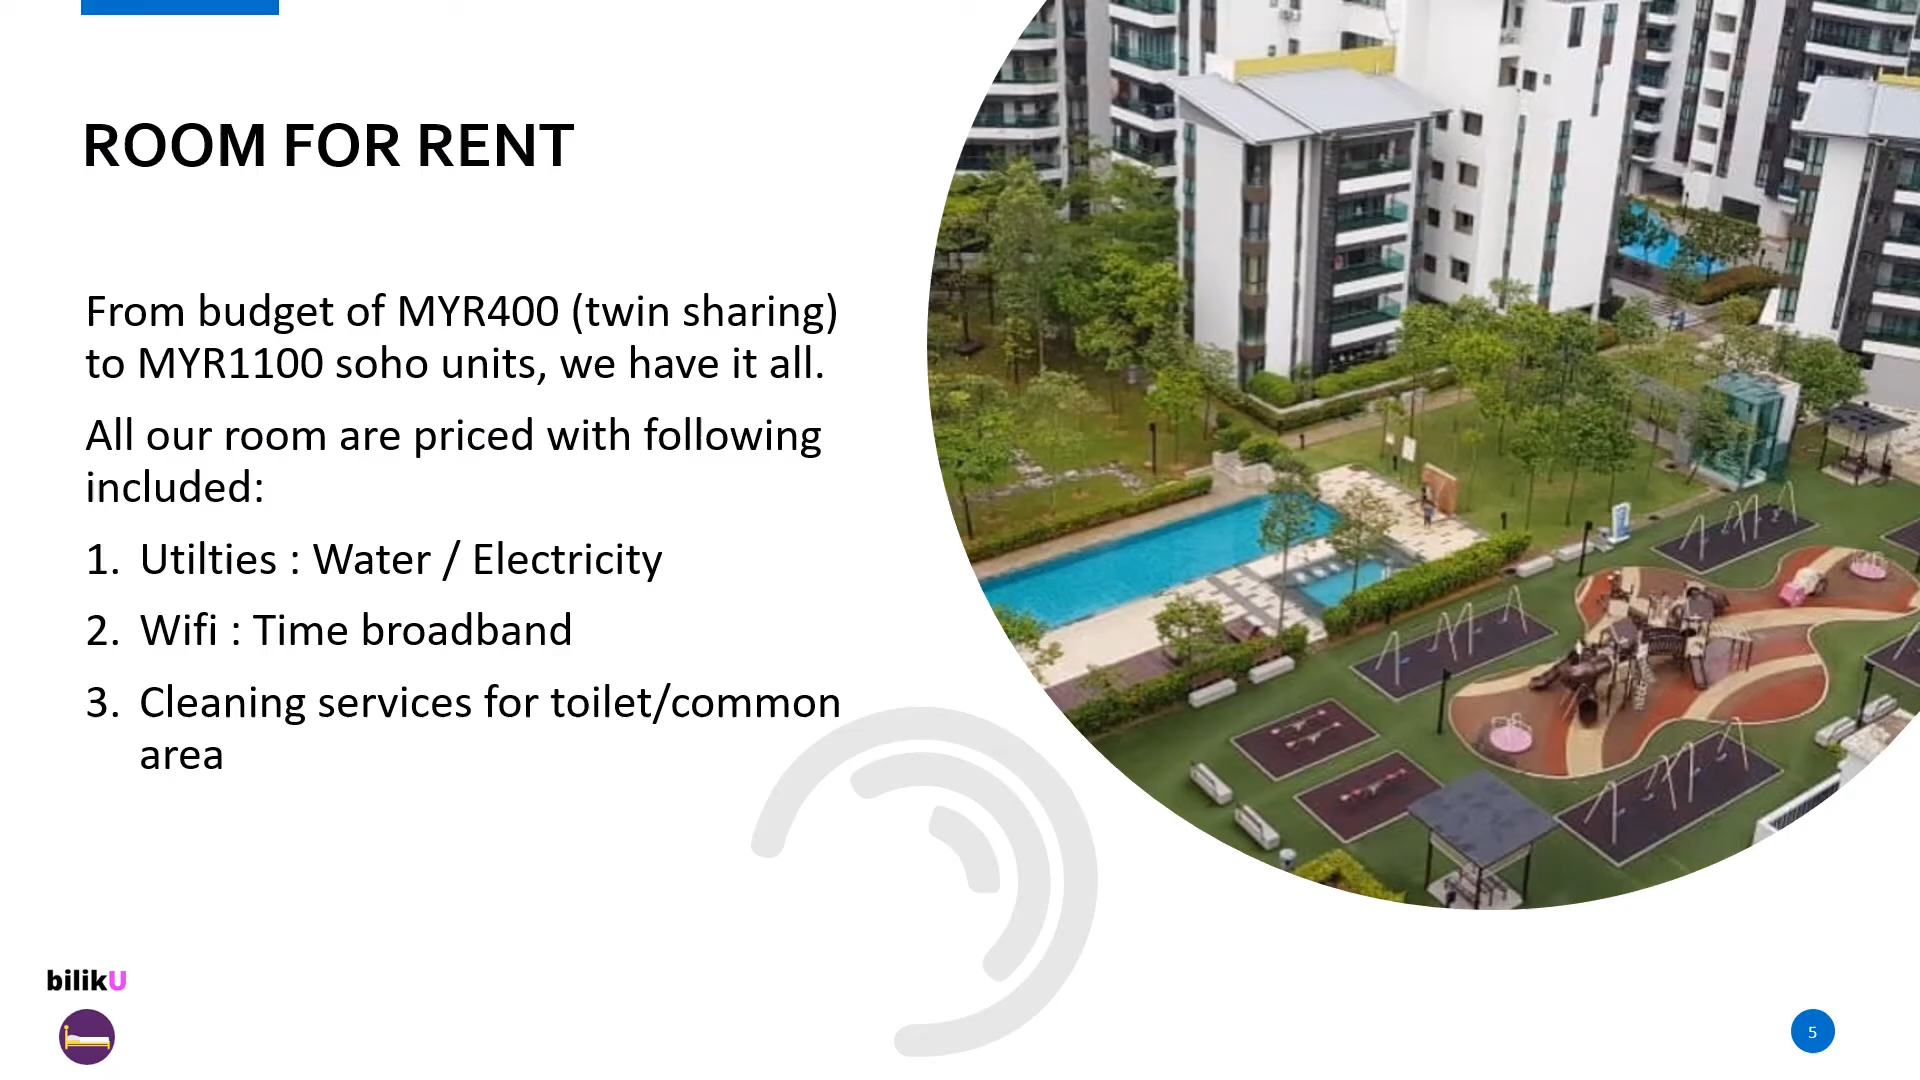 ROOM FOR RENT
From budget of MYR400 (twin sharing)
to MYR1100 soho units, we have it all.
All our room are priced with following
included:
1. Utilties : Water / Electricity
2. Wifi : Time broadband
3. Cleaning services for toilet/common
area
bilikU
5